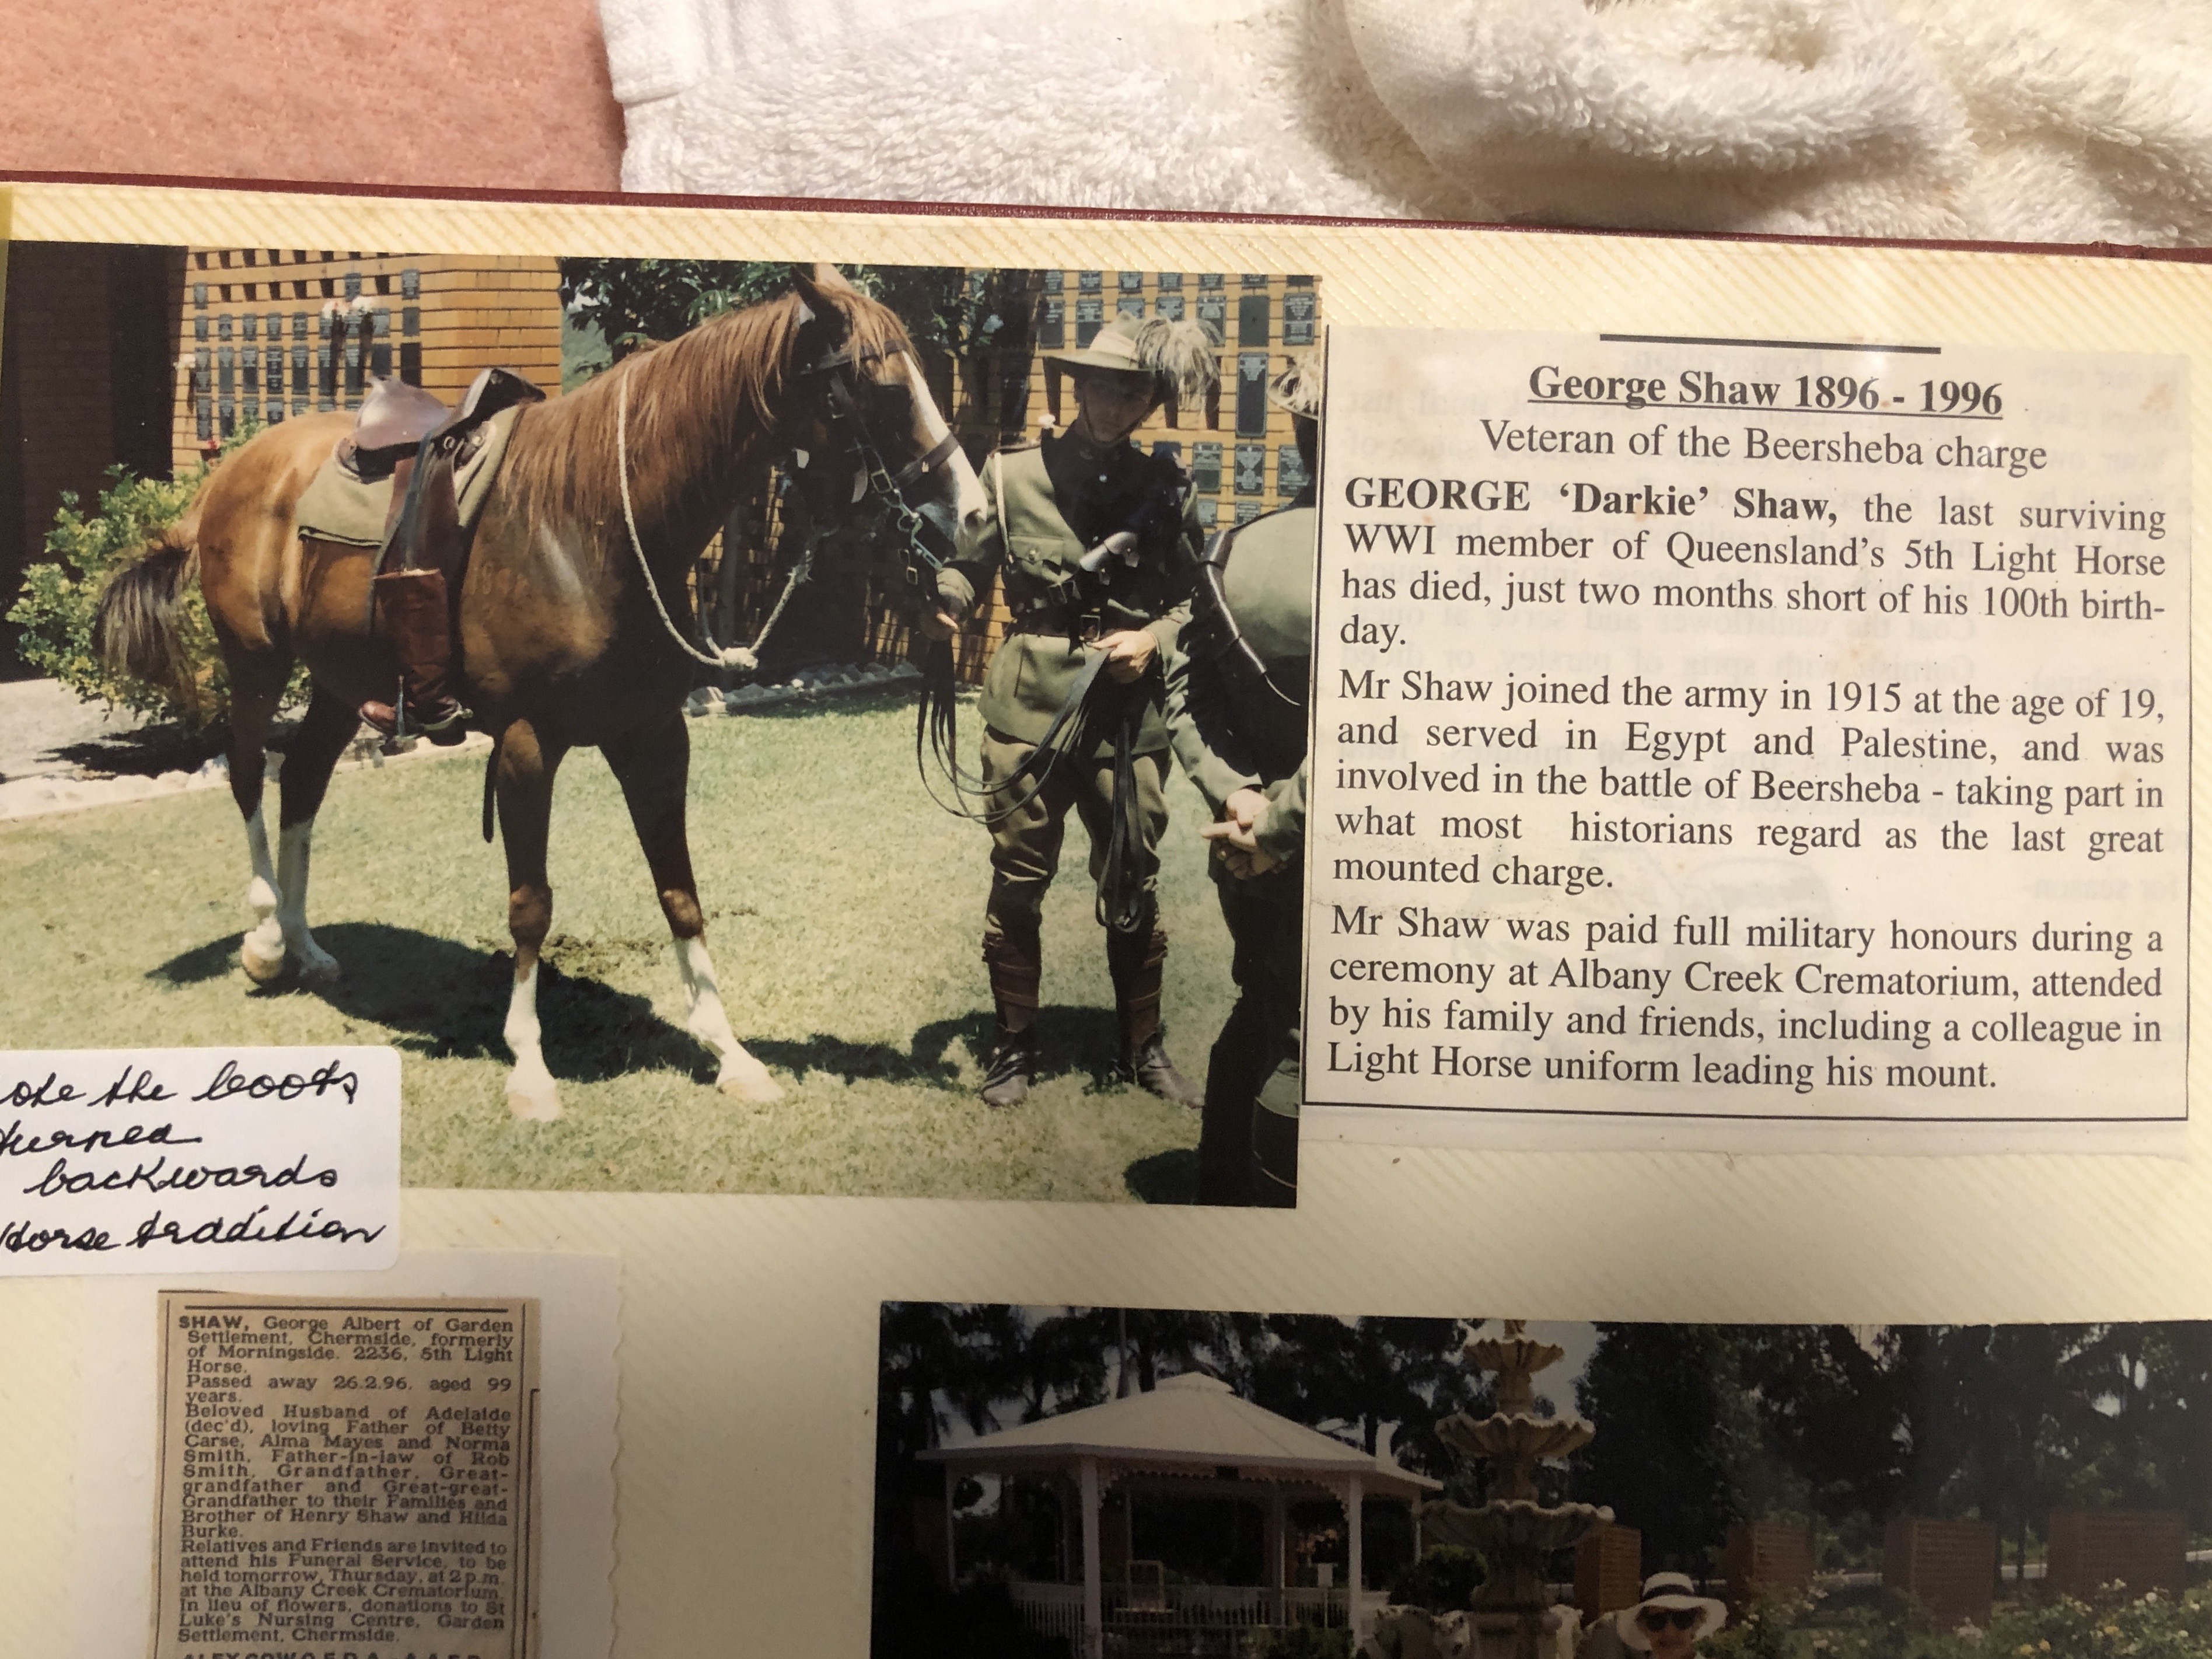 George Shaw 1896 - 1996
Veteran of the Beersheba charge
GEORGE ‘Darkie’ Shaw, the last surviving
WWI member of Queensland’s 5th Light Horse
has died, just two months short of his 100th birth-
day.
Mr Shaw joined the army in 1915 at the age of 19,
and served in Egypt and Palestine, and was
involved in the battle of Beersheba - taking part in
what most historians regard as the last great
mounted charge.
Mr Shaw was paid full military honours during a
ceremony at Albany Creek Crematorium, attended
by his family and friends, including a colleague in
Light Horse uniform leading his mount.
ote the boots
turned
backwards
Horse tradition
SHAW, George Albert of Garden
Settlement, Chermside, formerly
of Morningside. 2236, 5th Light
Horse.
Passed away 26.2.96, aged 99
years.
Beloved Husband of Adelaide
(dec'd), loving Father of Betty
Carse, Alma Mayes and Norma
Smith, Father-in-law of Rob
Smith, Grandfather, Great-
grandfather and Great-great-
Grandfather to their Families and
Brother of Henry Shaw and Hilda
Burke.
Relatives and Friends are invited to
attend his Funeral Service, to be
held tomorrow, Thursday, at 2 p.m.
at the Albany Creek Crematorium.
In lieu of flowers, donations to St
Luke's Nursing Centre, Garden
Settlement, Chermside.